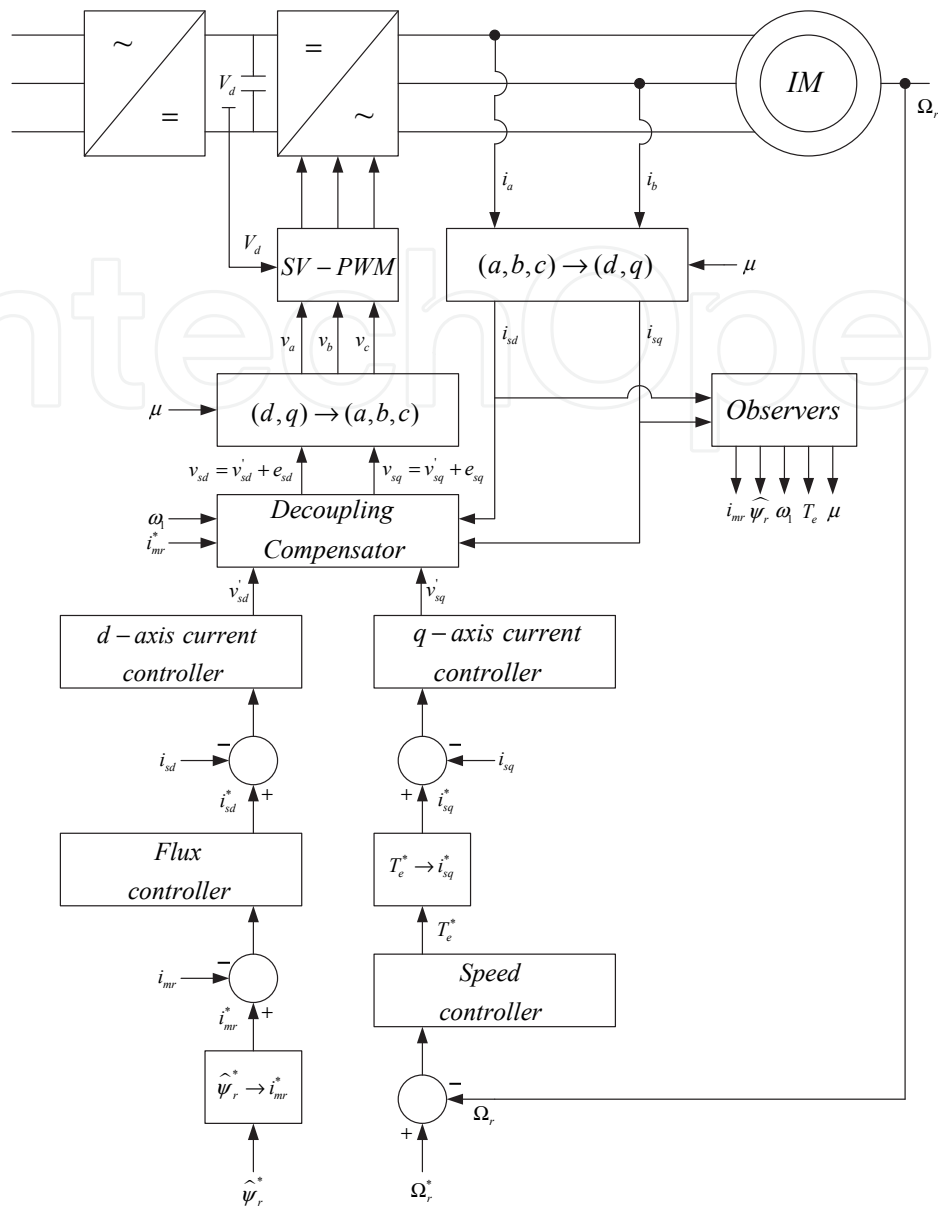 ~
=
V_d
=
~
IM
Ω_r
i_a
i_b
V_d
SV – PWM
(a, b, c) → (d, q)
μ
ntechOpe
v_a
v_b
v_c
i_sd
i_sq
μ
(d, q) → (a, b, c)
Observers
v_sd = v'_sd + e_sd
v_sq = v'_sq + e_sq
i_mr
ψ̂_r
ω_1
T_e
μ
ω_1
i*_mr
Decoupling
Compensator
v'_sd
v'_sq
d – axis current
controller
q – axis current
controller
–
i_sd
–
i_sq
i*_sd
+
+
i*_sq
Flux
controller
T*_e → i*_sq
T*_e
–
i_mr
Speed
controller
i*_mr
+
ψ̂*_r → i*_mr
–
Ω_r
+
ψ̂*_r
Ω*_r